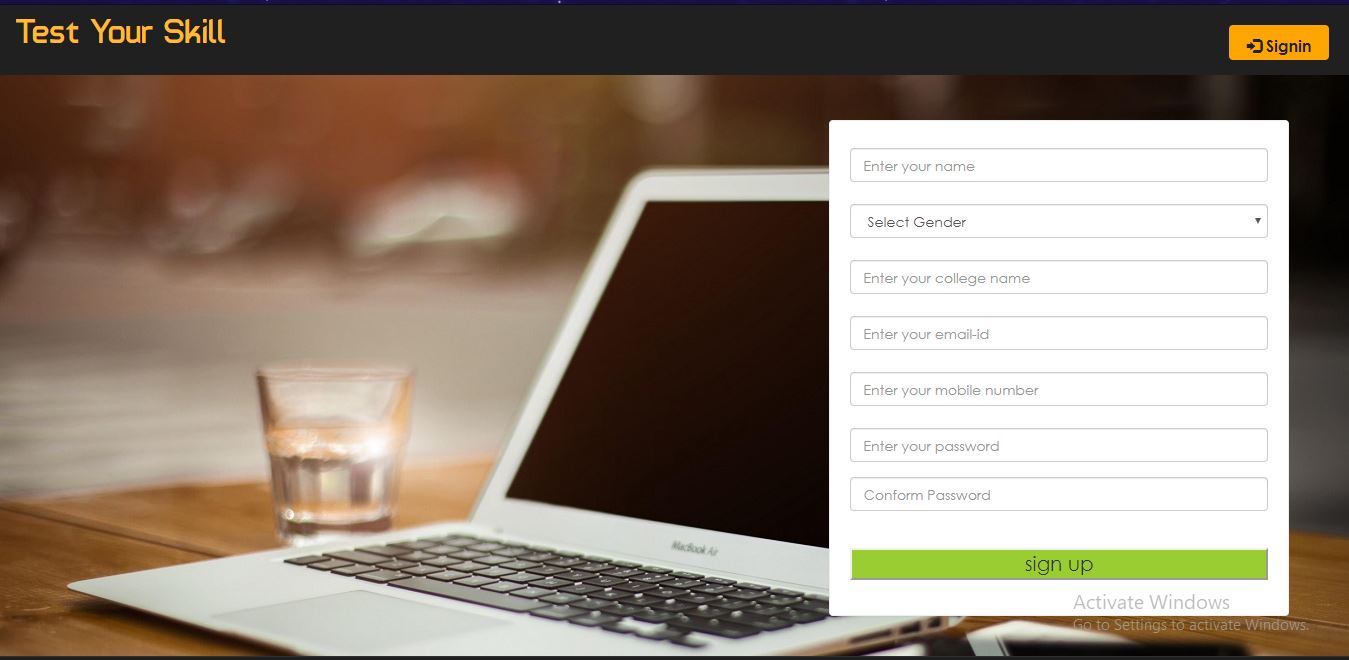 Test Your Skill
Signin
Enter your name
Select Gender
Enter your college name
Enter your email-id
Enter your mobile number
Enter your password
Conform Password
sign up
MacBook Air
Activate Windows
Go to Settings to activate Windows.